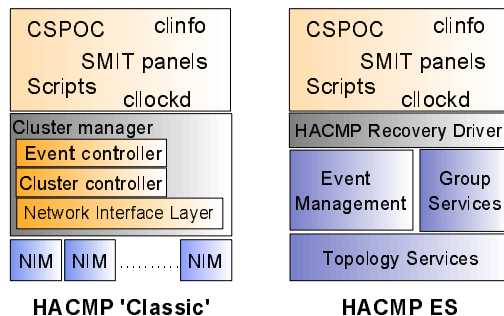 CSPOC clinfo
SMIT panels
Scripts
cllockd
Cluster manager
Event controller
Cluster controller
Network Interface Layer
NIM NIM .......... NIM
HACMP 'Classic'
CSPOC clinfo
SMIT panels
Scripts
cllockd
HACMP Recovery Driver
Event
Management
Group
Services
Topology Services
HACMP ES